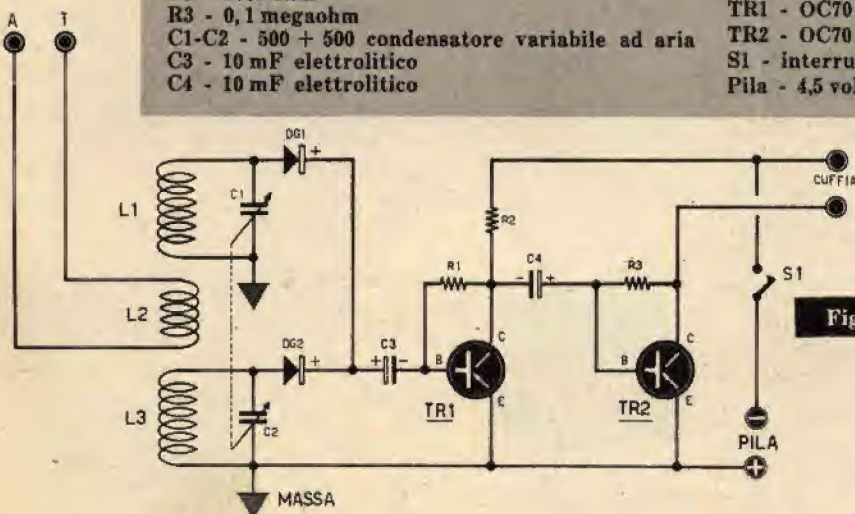 R3 - 0,1 megaohm
C1-C2 - 500 + 500 condensatore variabile ad aria
C3 - 10 mF elettrolitico
C4 - 10 mF elettrolitico
TR1 - OC70
TR2 - OC70
S1 - interru
Pila - 4,5 vol
A T
DG1
+
C1
L1
CUFFIA
R2
L2
R1
C4
- +
R3
S1
Fig
DG2
+
C3
+ -
B
C
E
TR1
B
C
E
TR2
L3
C2
-
PILA
+
MASSA